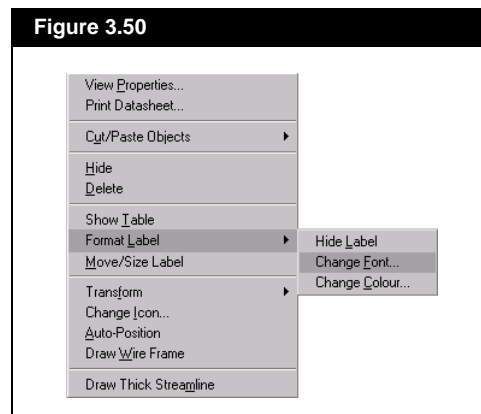 Figure 3.50
View Properties...
Print Datasheet...
Cut/Paste Objects
Hide
Delete
Show Table
Format Label
Move/Size Label
Transform
Change Icon...
Auto-Position
Draw Wire Frame
Draw Thick Streamline
Hide Label
Change Font...
Change Colour...